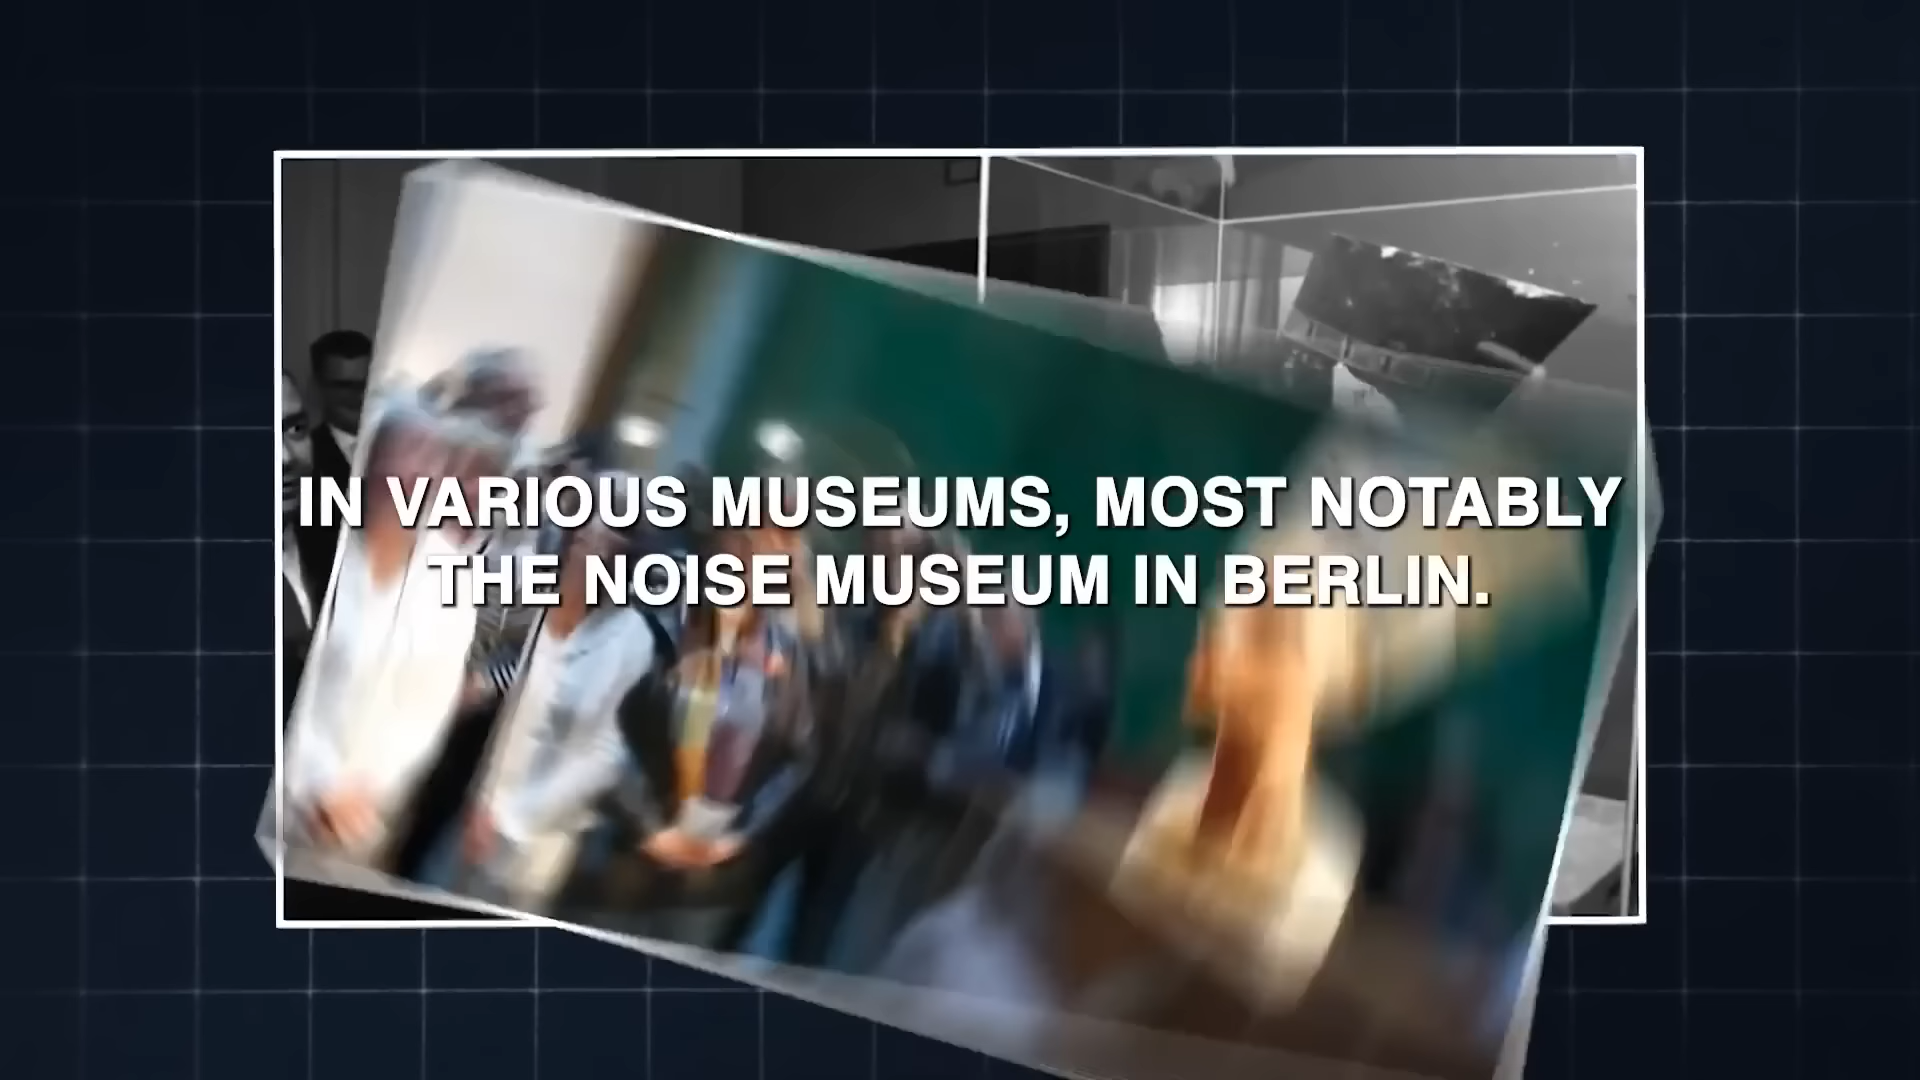 IN VARIOUS MUSEUMS, MOST NOTABLY
THE NOISE MUSEUM IN BERLIN.